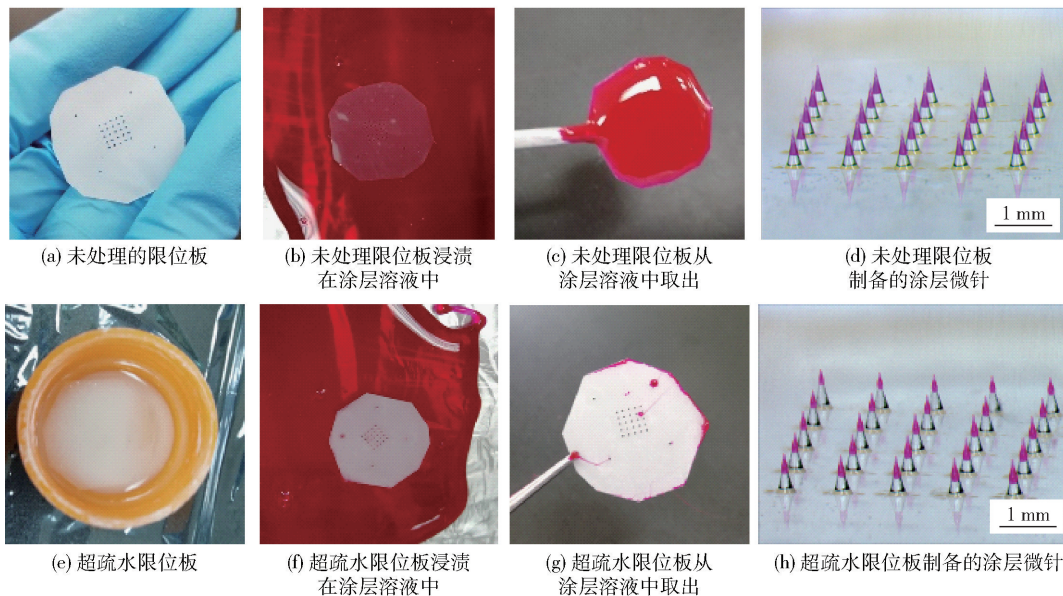 1 mm
(a) 未处理的限位板
(b) 未处理限位板浸渍
在涂层溶液中
(c) 未处理限位板从
涂层溶液中取出
(d) 未处理限位板
制备的涂层微针
1 mm
(e) 超疏水限位板
(f) 超疏水限位板浸渍
在涂层溶液中
(g) 超疏水限位板从
涂层溶液中取出
(h) 超疏水限位板制备的涂层微针